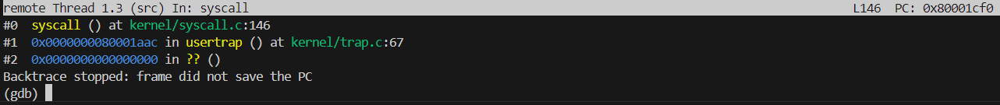 remote Thread 1.3 (src) In: syscall L146 PC: 0x80001cf0
#0 syscall () at kernel/syscall.c:146
#1 0x0000000080001aac in usertrap () at kernel/trap.c:67
#2 0x0000000000000000 in ?? ()
Backtrace stopped: frame did not save the PC
(gdb)